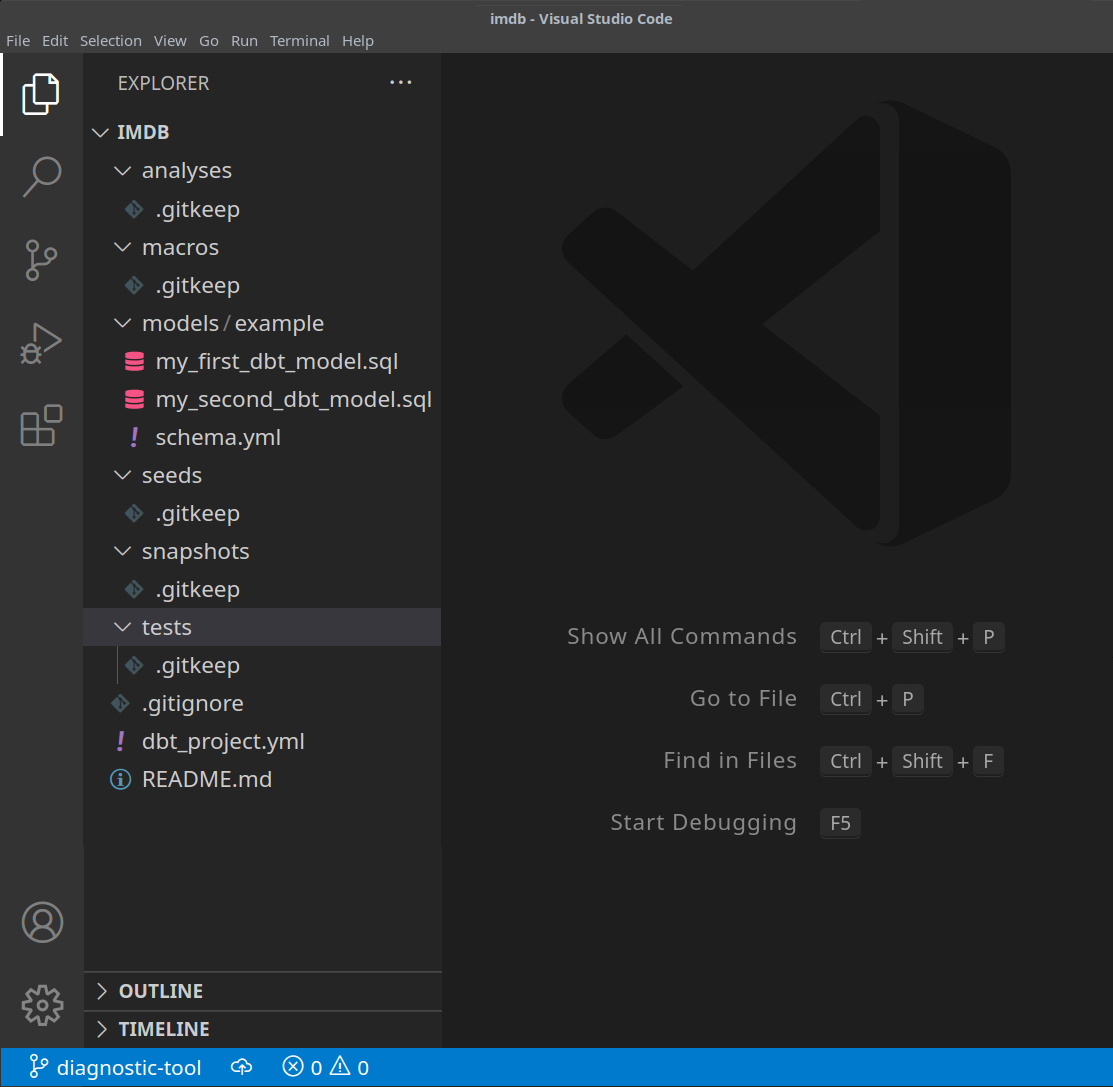 imdb - Visual Studio Code
File Edit Selection View Go Run Terminal Help
EXPLORER ...
IMDB
analyses
.gitkeep
macros
.gitkeep
models / example
my_first_dbt_model.sql
my_second_dbt_model.sql
! schema.yml
seeds
.gitkeep
snapshots
.gitkeep
tests
.gitkeep
.gitignore
! dbt_project.yml
README.md
OUTLINE
TIMELINE
Show All Commands Ctrl + Shift + P
Go to File Ctrl + P
Find in Files Ctrl + Shift + F
Start Debugging F5
diagnostic-tool 0 0